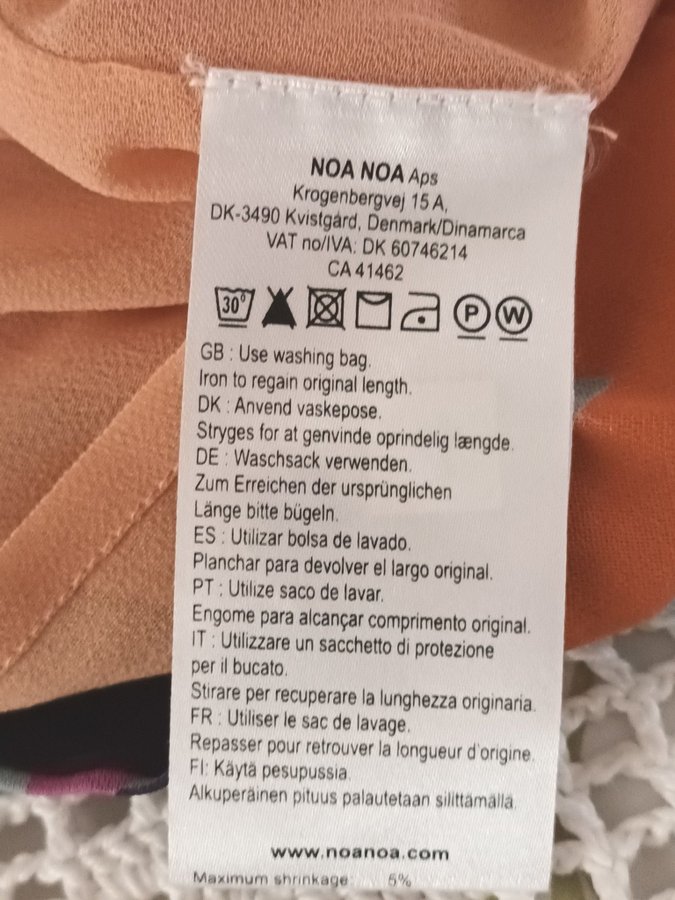 NOA NOA Aps
Krogenbergvej 15 A,
DK-3490 Kvistgård, Denmark/Dinamarca
VAT no/IVA: DK 60746214
CA 41462
30° P W
GB : Use washing bag.
Iron to regain original length.
DK : Anvend vaskepose.
Stryges for at genvinde oprindelig længde.
DE : Waschsack verwenden.
Zum Erreichen der ursprünglichen
Länge bitte bügeln.
ES : Utilizar bolsa de lavado.
Planchar para devolver el largo original.
PT : Utilize saco de lavar.
Engome para alcançar comprimento original.
IT : Utilizzare un sacchetto di protezione
per il bucato.
Stirare per recuperare la lunghezza originaria.
FR : Utiliser le sac de lavage.
Repasser pour retrouver la longueur d'origine.
FI: Käytä pesupussia.
Alkuperäinen pituus palautetaan silittämällä.
www.noanoa.com
Maximum shrinkage: 5%